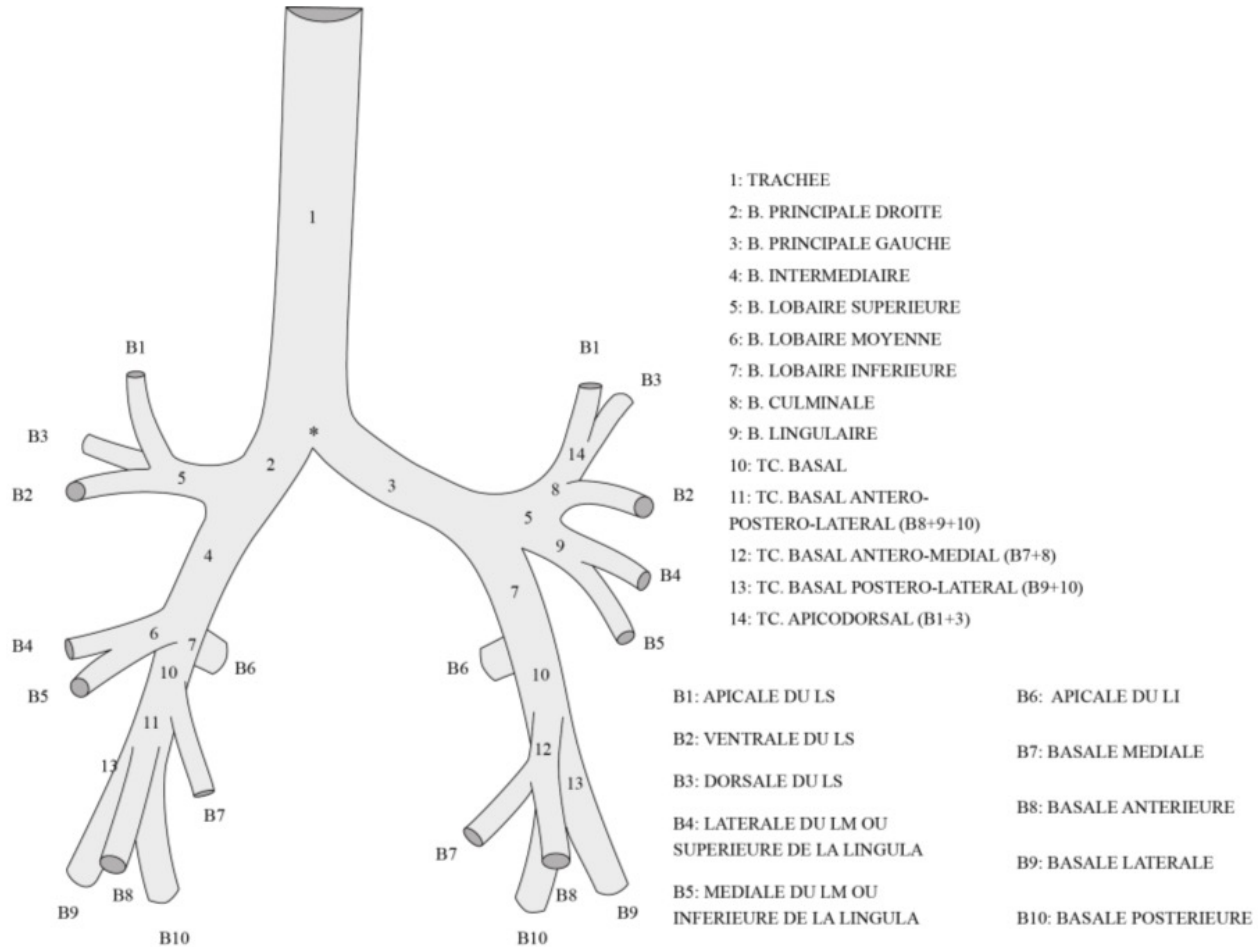 1
1: TRACHEE
2: B. PRINCIPALE DROITE
3: B. PRINCIPALE GAUCHE
4: B. INTERMEDIAIRE
5: B. LOBAIRE SUPERIEURE
6: B. LOBAIRE MOYENNE
7: B. LOBAIRE INFERIEURE
8: B. CULMINALE
9: B. LINGULAIRE
10: TC. BASAL
11: TC. BASAL ANTERO-
POSTERO-LATERAL (B8+9+10)
12: TC. BASAL ANTERO-MEDIAL (B7+8)
13: TC. BASAL POSTERO-LATERAL (B9+10)
14: TC. APICODORSAL (B1+3)
B1
B3
B2
5
2
*
3
4
6
7
B4
B5
B6
10
11
13
B7
B8
B9
B10
B1
B3
14
8
B2
5
9
B4
B5
7
B6
10
12
13
B7
B8
B9
B10
B1: APICALE DU LS
B2: VENTRALE DU LS
B3: DORSALE DU LS
B4: LATERALE DU LM OU
SUPERIEURE DE LA LINGULA
B5: MEDIALE DU LM OU
INFERIEURE DE LA LINGULA
B6: APICALE DU LI
B7: BASALE MEDIALE
B8: BASALE ANTERIEURE
B9: BASALE LATERALE
B10: BASALE POSTERIEURE